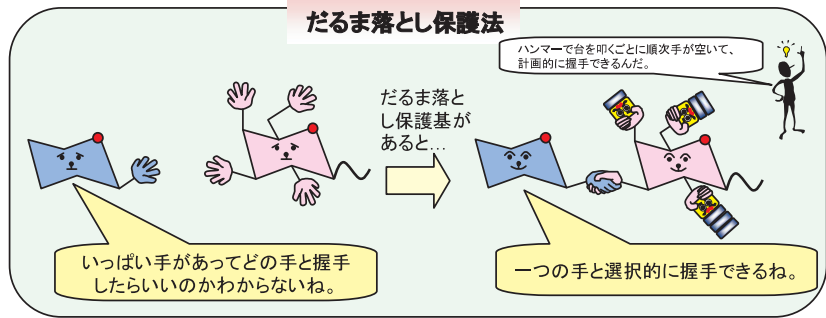 だるま落とし保護法
ハンマーで台を叩くごとに順次手が空いて、
計画的に握手できるんだ。
だるま落と
し保護基が
あると…
いっぱい手があってどの手と握手
したらいいのかわからないね。
一つの手と選択的に握手できるね。